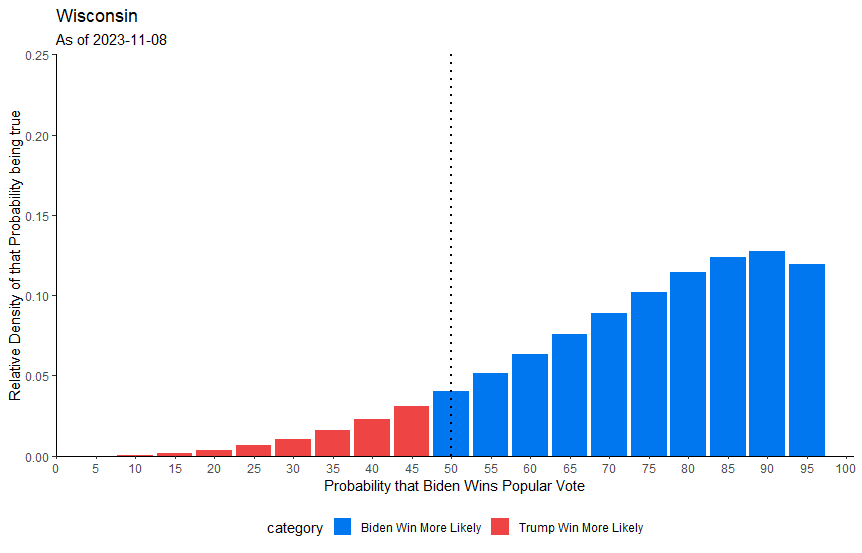 Wisconsin
As of 2023-11-08
Relative Density of that Probability being true
0.25
0.20
0.15
0.10
0.05
0.00
0 5 10 15 20 25 30 35 40 45 50 55 60 65 70 75 80 85 90 95 100
Probability that Biden Wins Popular Vote
category Biden Win More Likely Trump Win More Likely